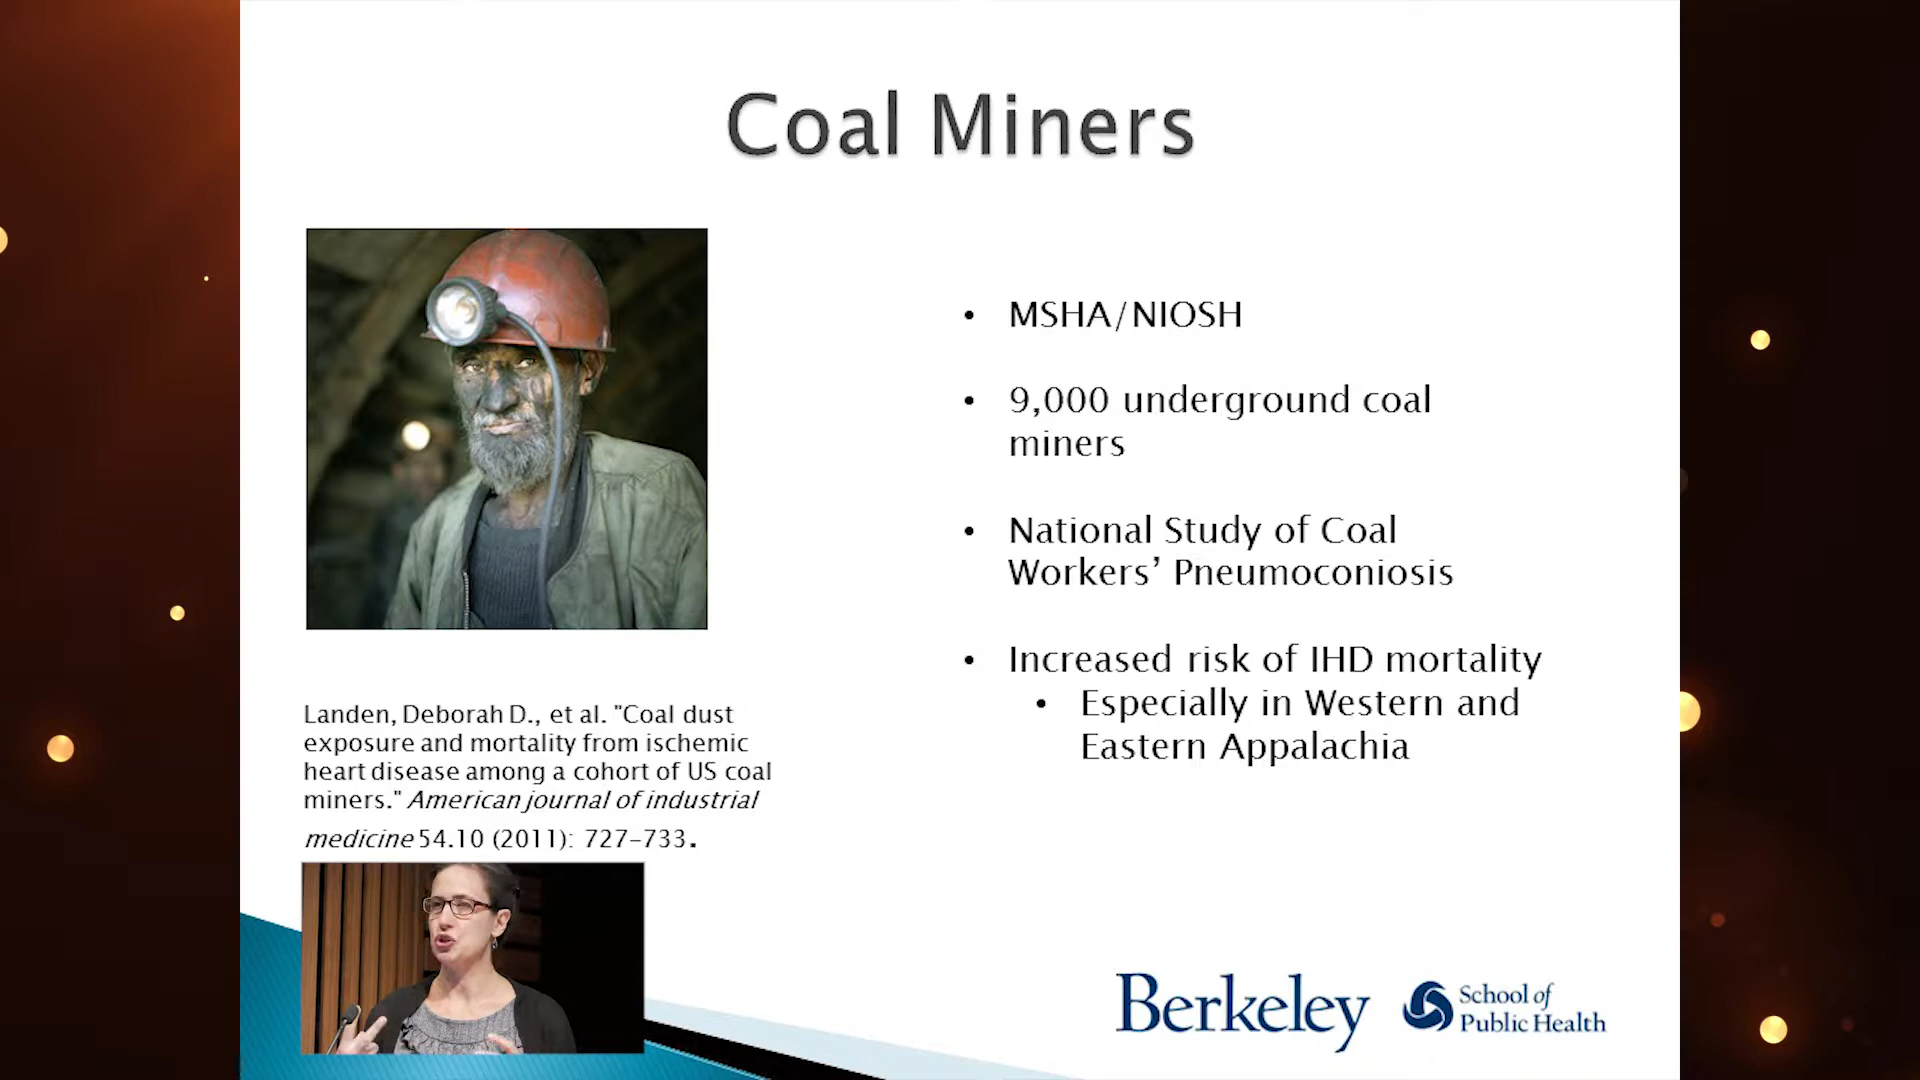 Coal Miners
• MSHA/NIOSH
• 9,000 underground coal
miners
• National Study of Coal
Workers’ Pneumoconiosis
• Increased risk of IHD mortality
• Especially in Western and
Eastern Appalachia
Landen, Deborah D., et al. "Coal dust
exposure and mortality from ischemic
heart disease among a cohort of US coal
miners." American journal of industrial
medicine 54.10 (2011): 727-733.
Berkeley
School of
Public Health